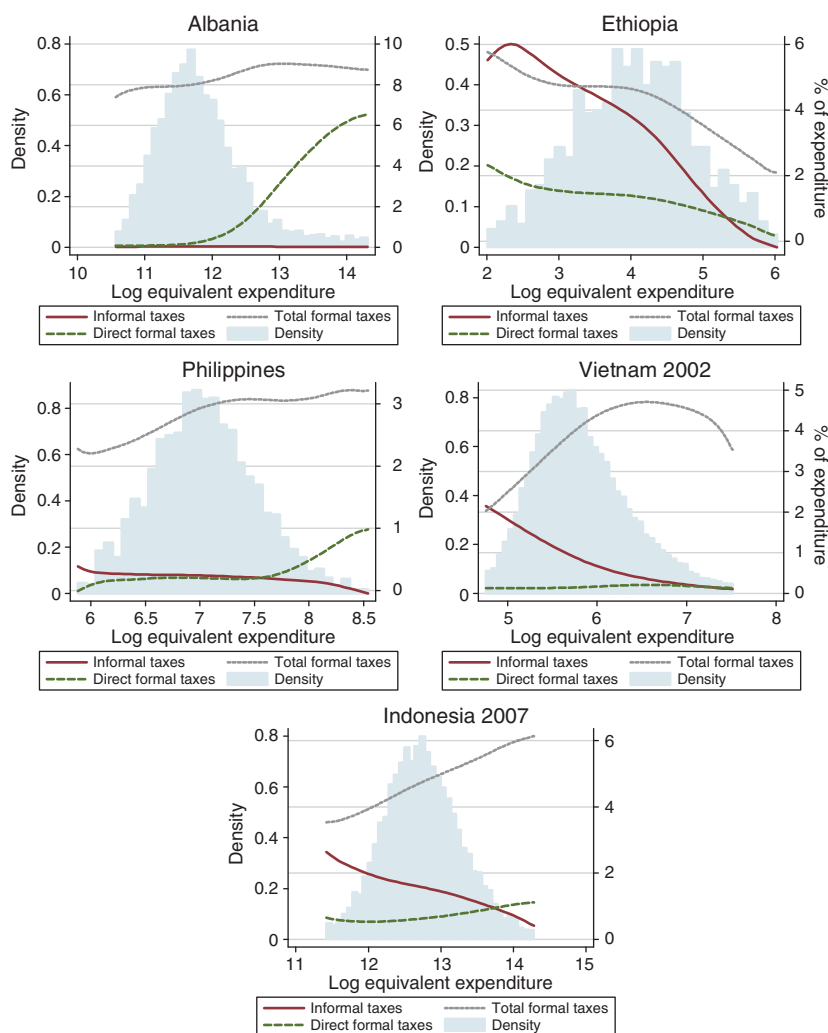 Albania
0.8
0.6
0.4
0.2
0
Density
10
8
6
4
2
0
10 11 12 13 14
Log equivalent expenditure
Informal taxes Total formal taxes
Direct formal taxes Density
Ethiopia
0.5
0.4
0.3
0.2
0.1
0
Density
6
4
2
0
% of expenditure
2 3 4 5 6
Log equivalent expenditure
Informal taxes Total formal taxes
Direct formal taxes Density
Philippines
0.8
0.6
0.4
0.2
0
Density
3
2
1
0
6 6.5 7 7.5 8 8.5
Log equivalent expenditure
Informal taxes Total formal taxes
Direct formal taxes Density
Vietnam 2002
0.8
0.6
0.4
0.2
0
Density
5
4
3
2
1
0
% of expenditure
5 6 7 8
Log equivalent expenditure
Informal taxes Total formal taxes
Direct formal taxes Density
Indonesia 2007
0.8
0.6
0.4
0.2
0
Density
6
4
2
0
11 12 13 14 15
Log equivalent expenditure
Informal taxes Total formal taxes
Direct formal taxes Density